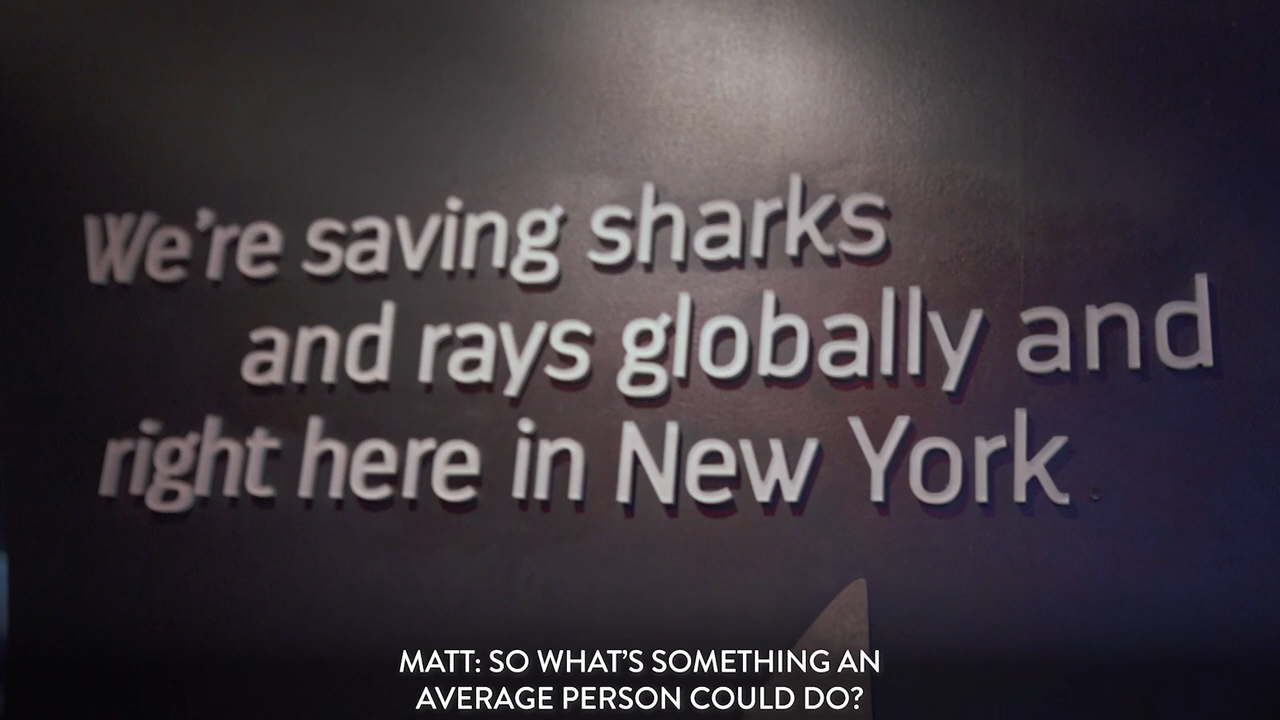 We're saving sharks
and rays globally and
right here in New York
MATT: SO WHAT'S SOMETHING AN
AVERAGE PERSON COULD DO?